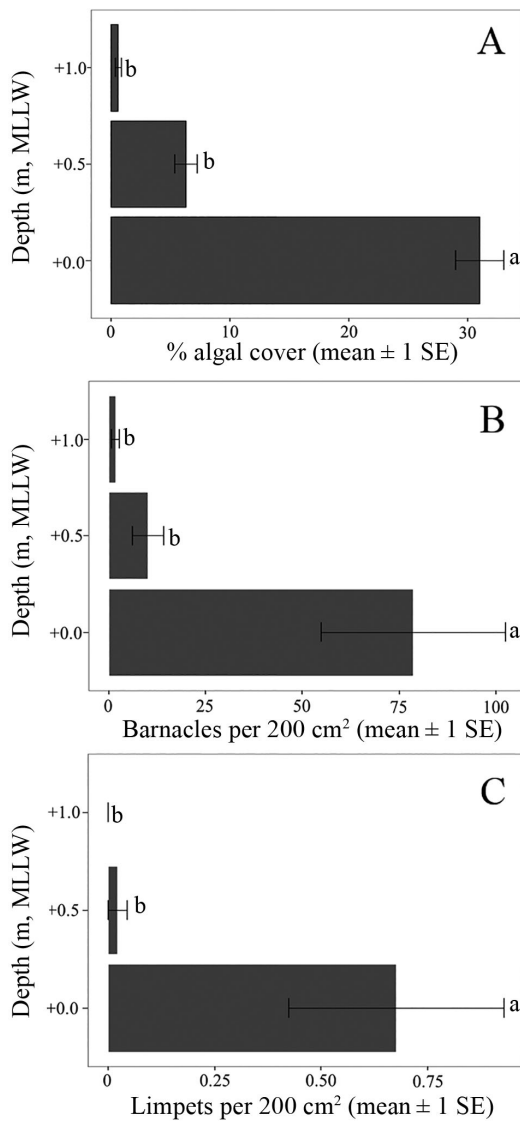 A
Depth (m, MLLW)
+1.0
b
+0.5
b
+0.0
a
0 10 20 30
% algal cover (mean ± 1 SE)
B
Depth (m, MLLW)
+1.0
b
+0.5
b
+0.0
a
0 25 50 75 100
Barnacles per 200 cm² (mean ± 1 SE)
C
Depth (m, MLLW)
+1.0
b
+0.5
b
+0.0
a
0 0.25 0.50 0.75
Limpets per 200 cm² (mean ± 1 SE)